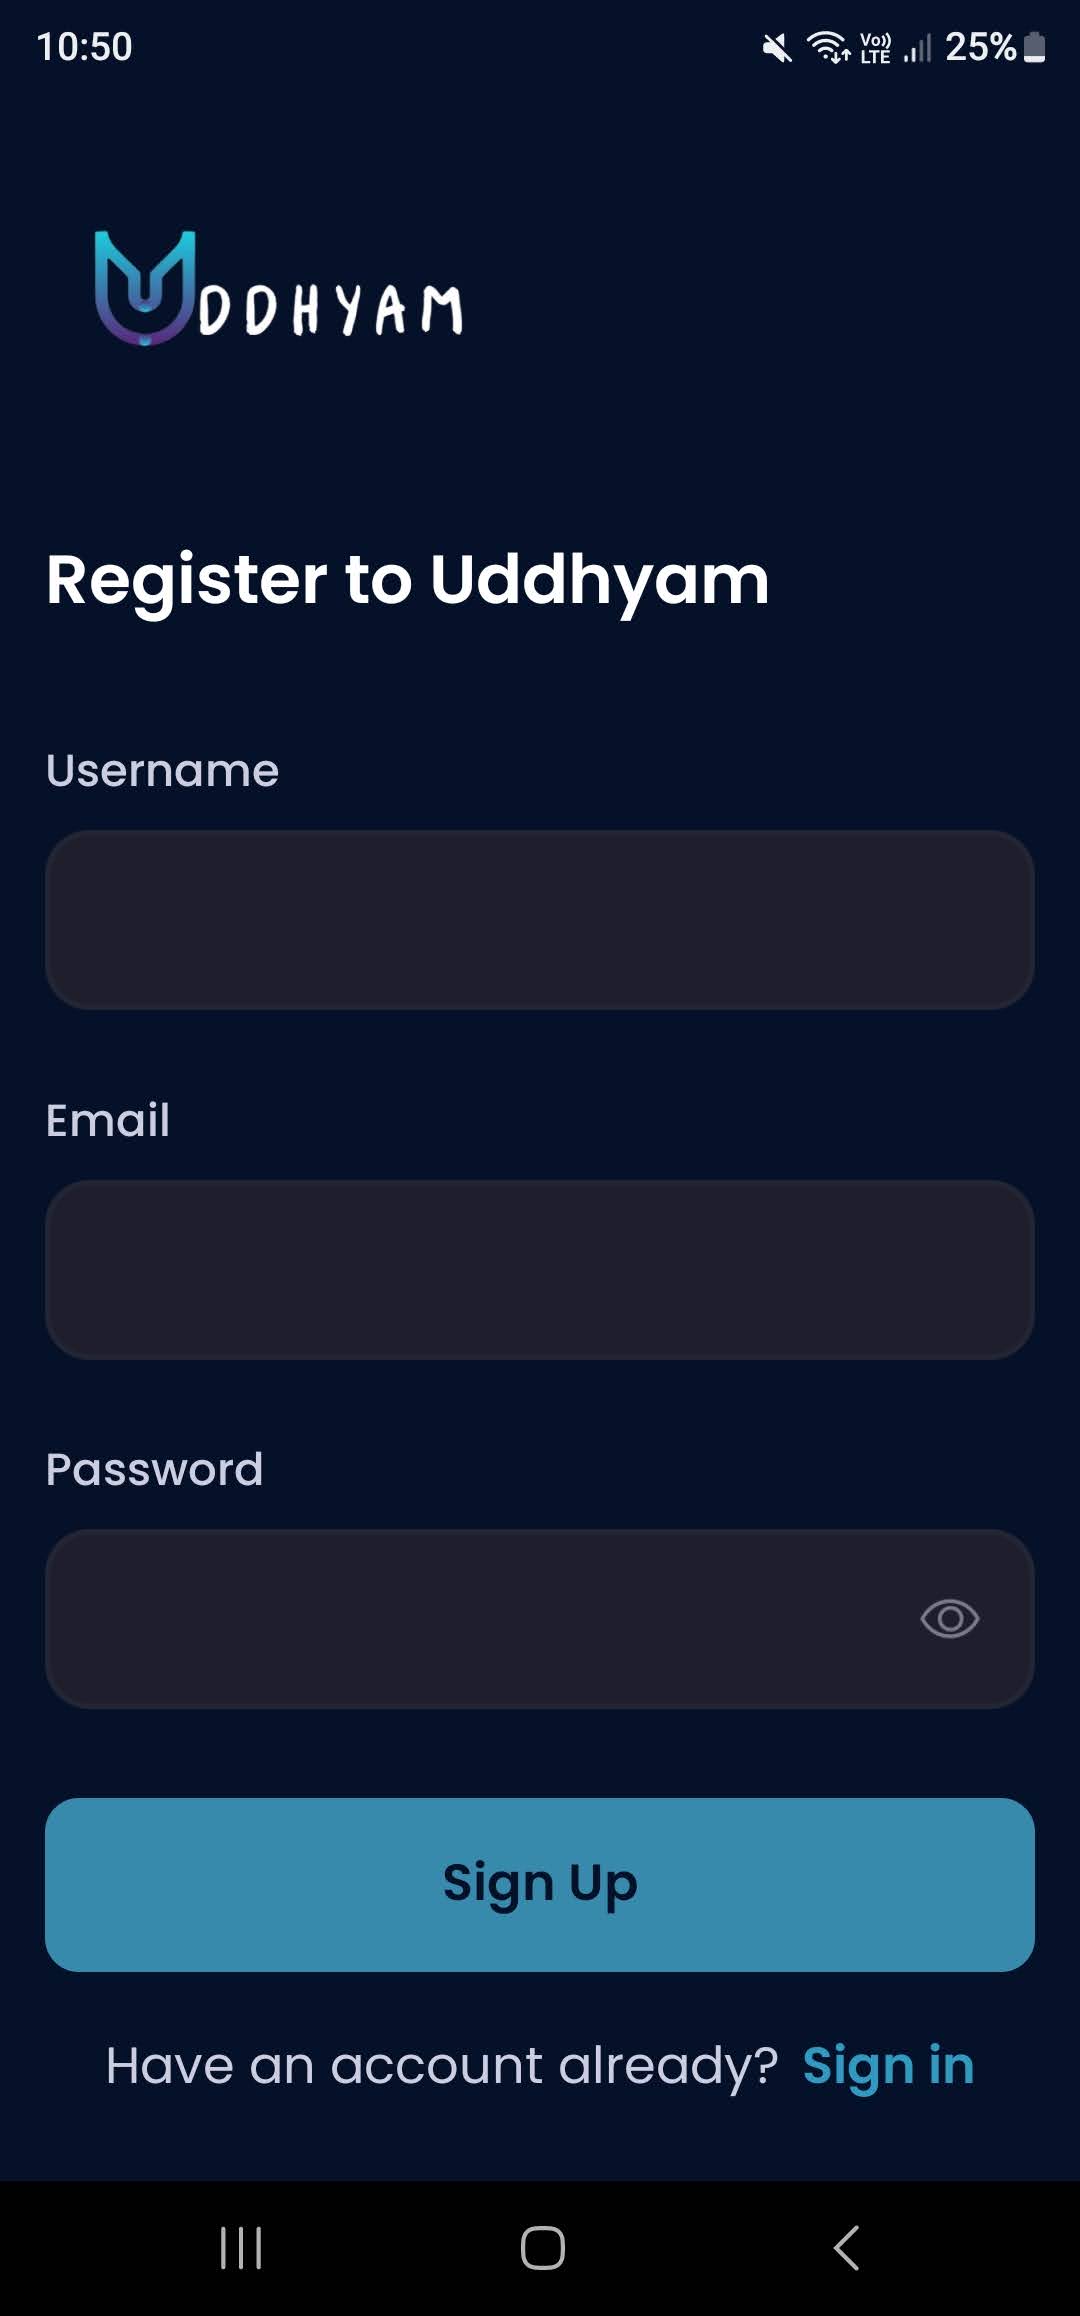 10:50 Vo)) LTE 25%
UDDHYAM
Register to Uddhyam
Username
Email
Password
Sign Up
Have an account already? Sign in